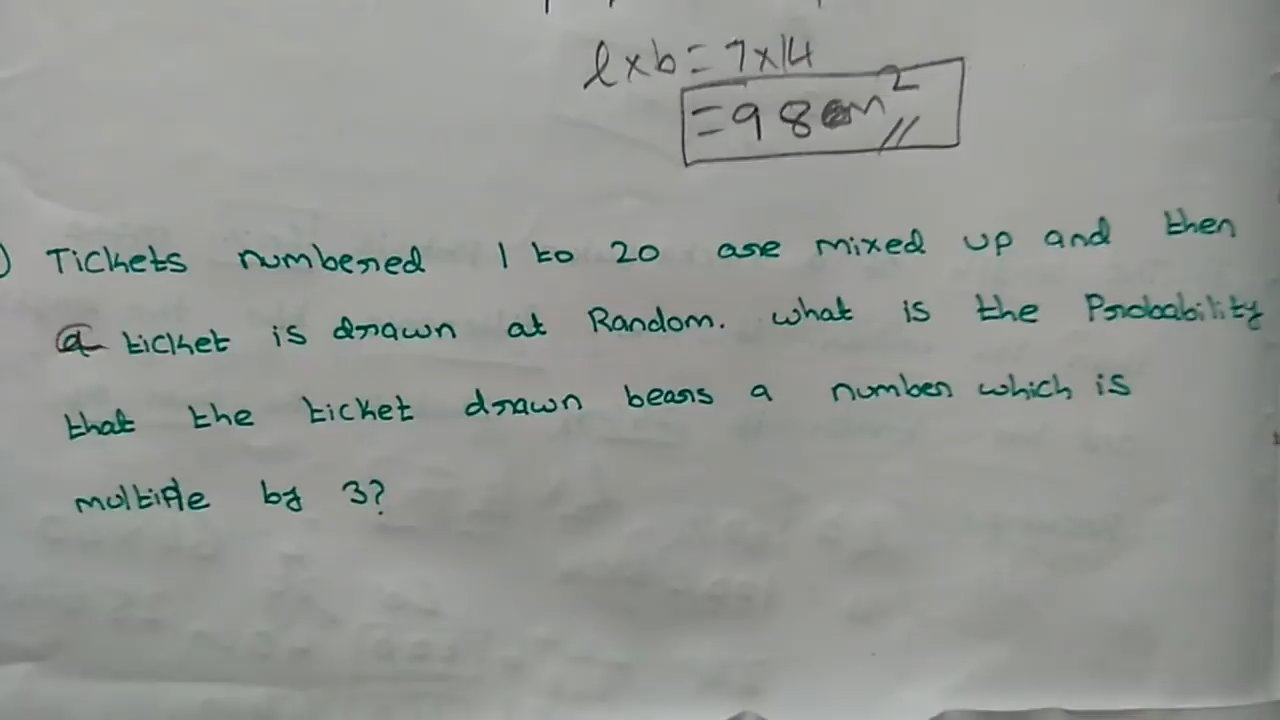 l×b = 7×14
= 98 cm²
) Tickets numbered 1 to 20 are mixed up and then
a ticket is drawn at Random. what is the Probability
that the ticket drawn bears a number which is
multiple by 3?